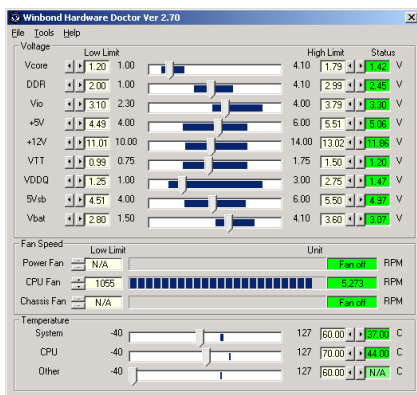 Winbond Hardware Doctor Ver 2.70
File Tools Help
Voltage
Low Limit High Limit Status
Vcore 1.20 1.00 4.10 1.79 1.42 V
DDR 2.00 1.00 4.10 2.99 2.45 V
Vio 3.10 2.30 4.00 3.79 3.30 V
+5V 4.49 4.00 6.00 5.51 5.06 V
+12V 11.01 10.00 14.00 13.02 11.86 V
VTT 0.99 0.75 1.75 1.50 1.20 V
VDDQ 1.25 1.00 3.00 2.75 1.47 V
5Vsb 4.51 4.00 6.00 5.50 4.97 V
Vbat 2.80 1.50 4.10 3.60 3.07 V
Fan Speed
Low Limit Unit
Power Fan N/A Fan off RPM
CPU Fan 1055 5,273 RPM
Chassis Fan N/A Fan off RPM
Temperature
System -40 127 60.00 37.00 C
CPU -40 127 70.00 44.00 C
Other -40 127 60.00 N/A C